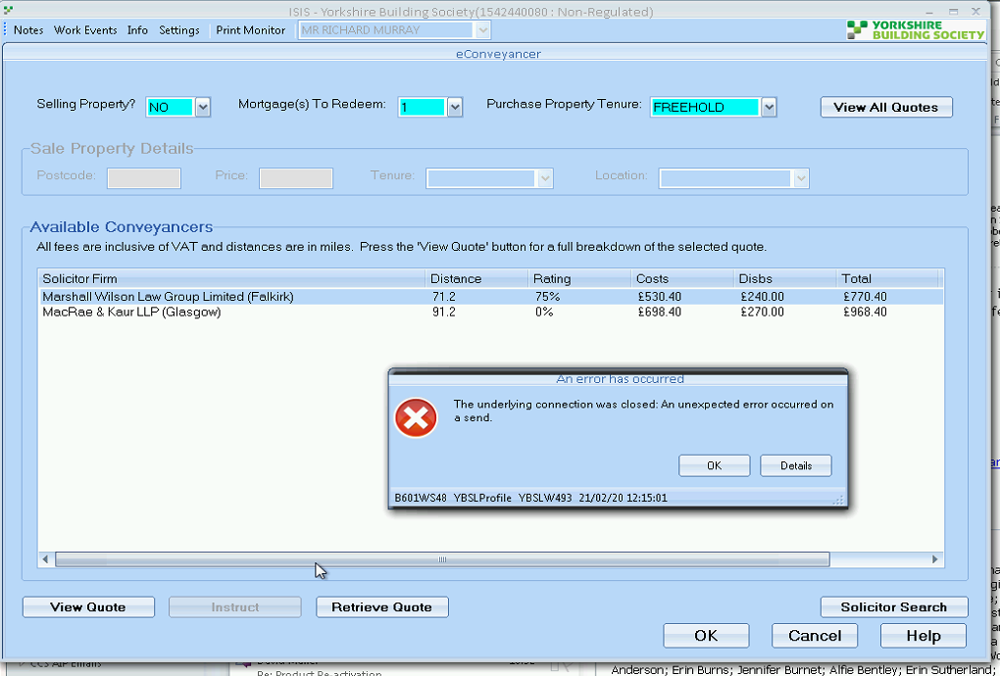 ISIS - Yorkshire Building Society(1542440080 : Non-Regulated)
Notes Work Events Info Settings Print Monitor MR RICHARD MURRAY
YORKSHIRE
BUILDING SOCIETY
eConveyancer
Selling Property? NO Mortgage(s) To Redeem: 1 Purchase Property Tenure: FREEHOLD View All Quotes
Sale Property Details
Postcode: Price: Tenure: Location:
Available Conveyancers
All fees are inclusive of VAT and distances are in miles. Press the 'View Quote' button for a full breakdown of the selected quote.
Solicitor Firm Distance Rating Costs Disbs Total
Marshall Wilson Law Group Limited (Falkirk) 71.2 75% £530.40 £240.00 £770.40
MacRae & Kaur LLP (Glasgow) 91.2 0% £698.40 £270.00 £968.40
An error has occurred
The underlying connection was closed: An unexpected error occurred on
a send.
OK Details
B601WS48 YBSLProfile YBSLW493 21/02/20 12:15:01
View Quote Instruct Retrieve Quote Solicitor Search
OK Cancel Help
CCS AIP Emails
Re: Product Re-activation
Anderson; Erin Burns; Jennifer Burnet; Alfie Bentley; Erin Sutherland;